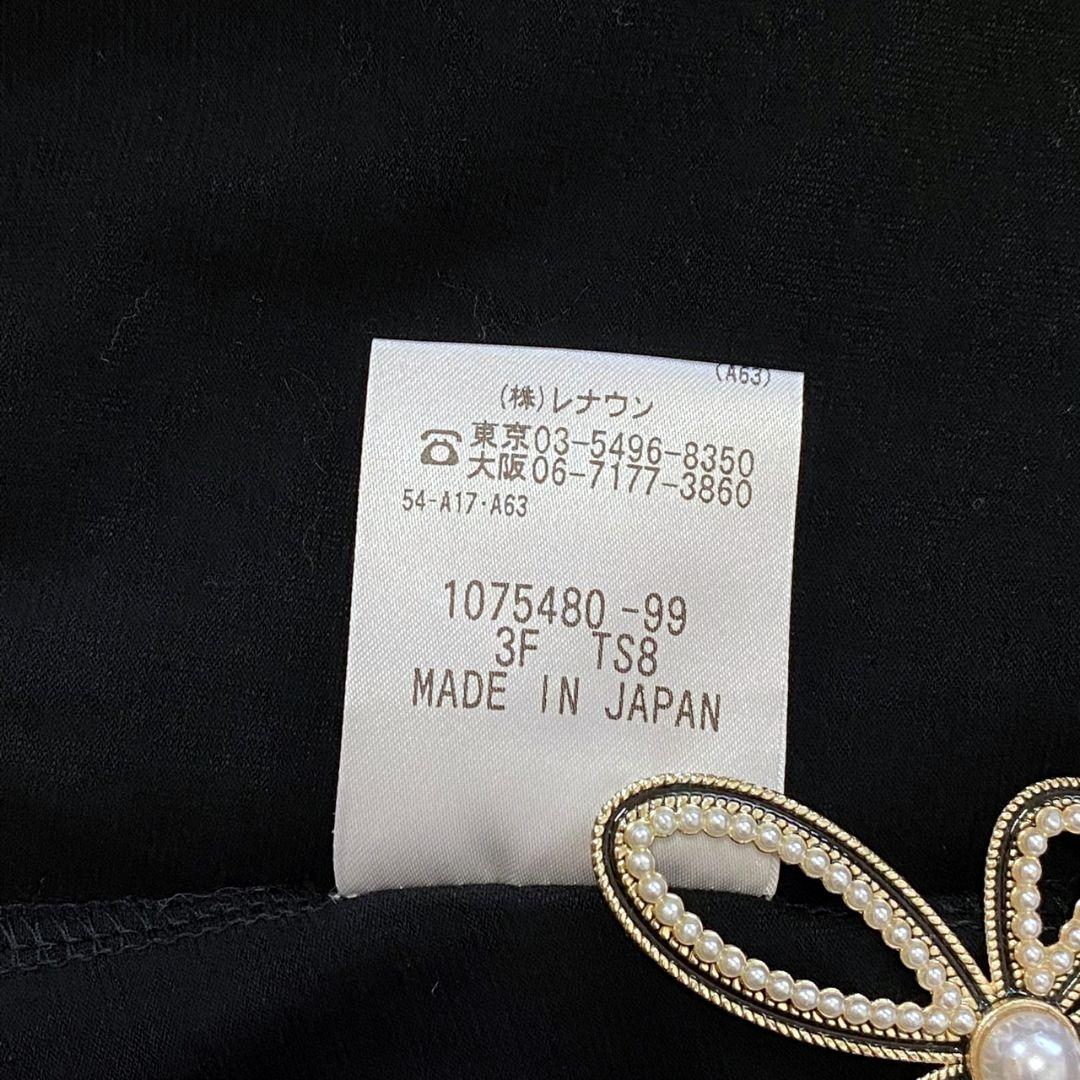 (A63)
(株)レナウン
☎東京03-5496-8350
大阪06-7177-3860
54-A17·A63
1075480-99
3F TS8
MADE IN JAPAN